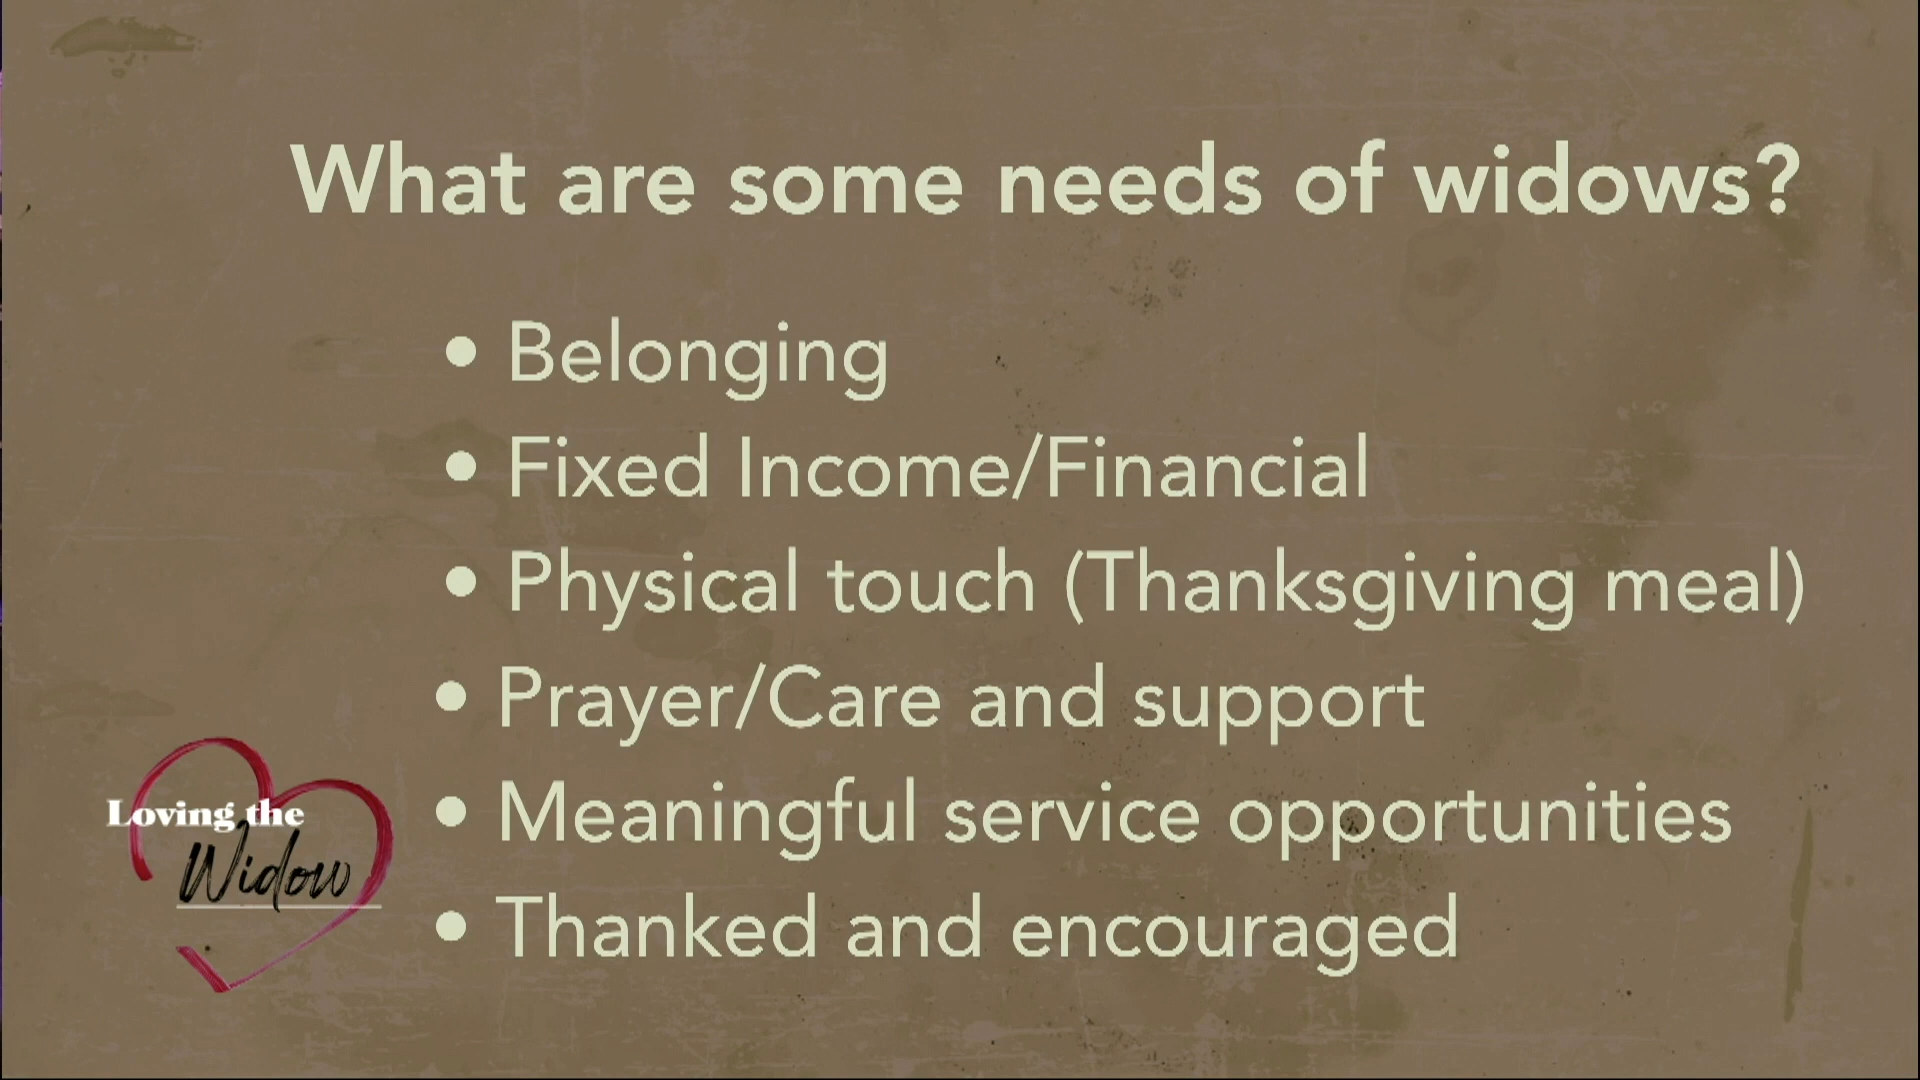 What are some needs of widows?
• Belonging
• Fixed Income/Financial
• Physical touch (Thanksgiving meal)
• Prayer/Care and support
• Meaningful service opportunities
• Thanked and encouraged
Loving the
Widow